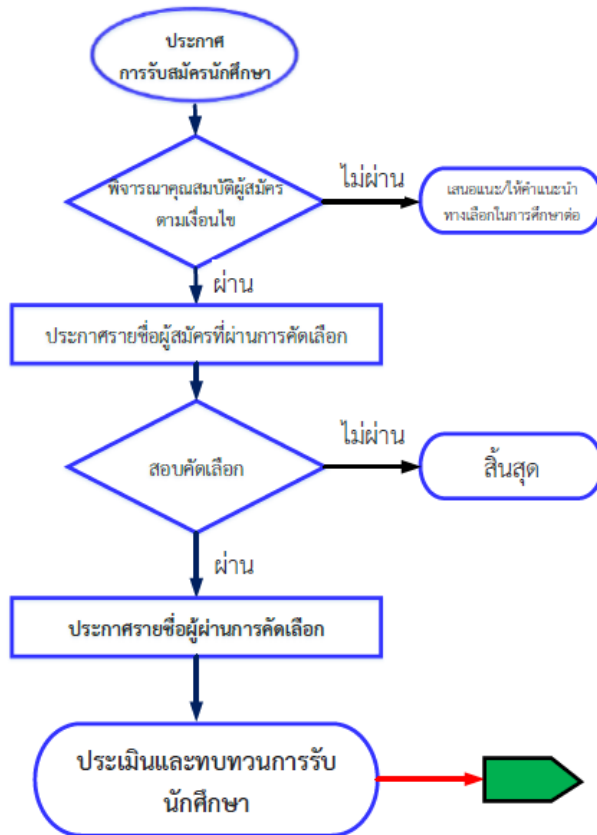 ประกาศ
การรับสมัครนักศึกษา
พิจารณาคุณสมบัติผู้สมัคร
ตามเงื่อนไข
ไม่ผ่าน
เสนอแนะ/ให้คำแนะนำ
ทางเลือกในการศึกษาต่อ
ผ่าน
ประกาศรายชื่อผู้สมัครที่ผ่านการคัดเลือก
สอบคัดเลือก
ไม่ผ่าน
สิ้นสุด
ผ่าน
ประกาศรายชื่อผู้ผ่านการคัดเลือก
ประเมินและทบทวนการรับ
นักศึกษา